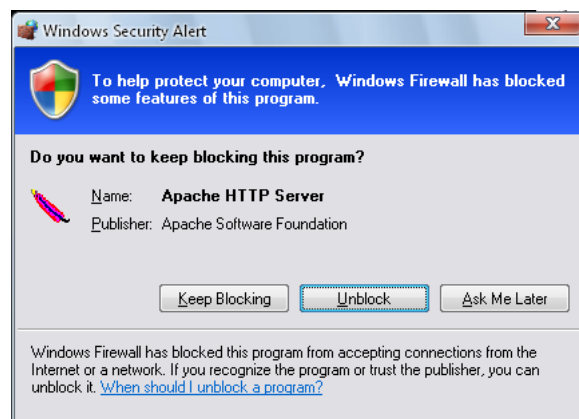 Windows Security Alert
To help protect your computer, Windows Firewall has blocked
some features of this program.
Do you want to keep blocking this program?
Name: Apache HTTP Server
Publisher: Apache Software Foundation
Keep Blocking Unblock Ask Me Later
Windows Firewall has blocked this program from accepting connections from the
Internet or a network. If you recognize the program or trust the publisher, you can
unblock it. When should I unblock a program?